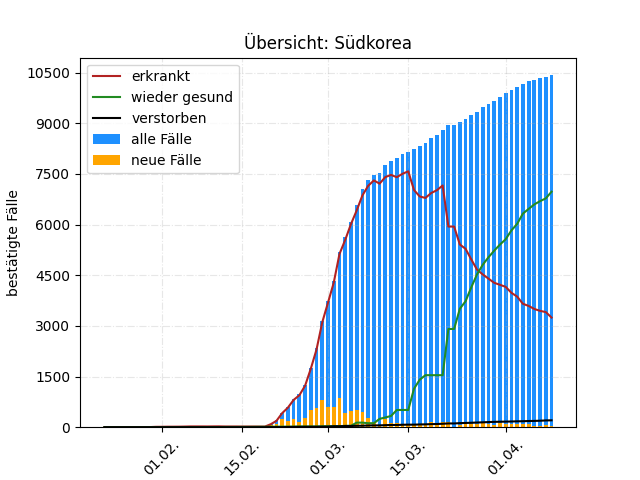 Übersicht: Südkorea
erkrankt
wieder gesund
verstorben
alle Fälle
neue Fälle
bestätigte Fälle
10500
9000
7500
6000
4500
3000
1500
0
01.02.
15.02.
01.03.
15.03.
01.04.